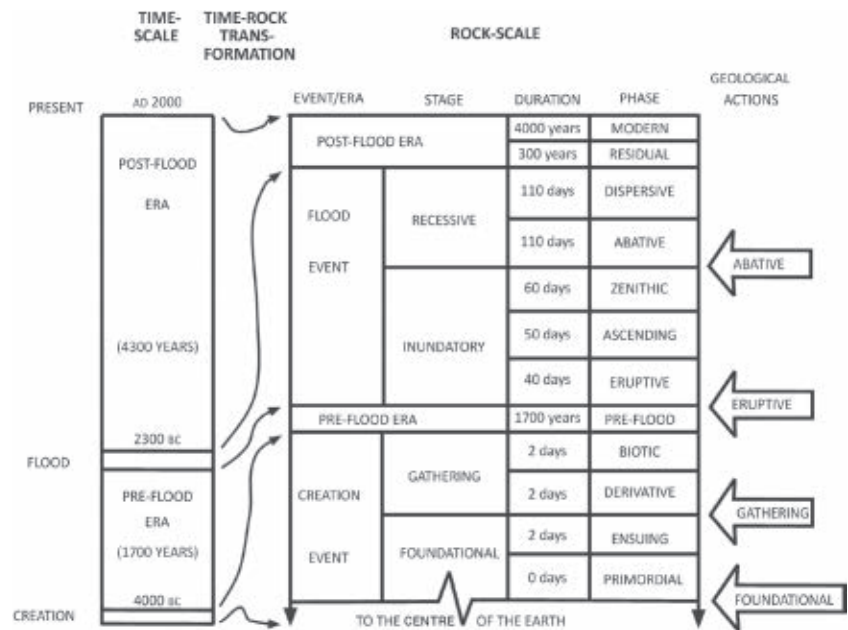 TIME-
SCALE
TIME-ROCK
TRANS-
FORMATION
ROCK-SCALE
GEOLOGICAL
ACTIONS
PRESENT
AD 2000
EVENT/ERA STAGE DURATION PHASE
POST-FLOOD
ERA
(4300 YEARS)
2300 BC
FLOOD
PRE-FLOOD
ERA
(1700 YEARS)
4000 BC
CREATION
POST-FLOOD ERA
4000 years MODERN
300 years RESIDUAL
FLOOD
EVENT
RECESSIVE
110 days DISPERSIVE
110 days ABATIVE
INUNDATORY
60 days ZENITHIC
50 days ASCENDING
40 days ERUPTIVE
PRE-FLOOD ERA 1700 years PRE-FLOOD
CREATION
EVENT
GATHERING
2 days BIOTIC
2 days DERIVATIVE
FOUNDATIONAL
2 days ENSUING
0 days PRIMORDIAL
TO THE CENTRE OF THE EARTH
ABATIVE
ERUPTIVE
GATHERING
FOUNDATIONAL